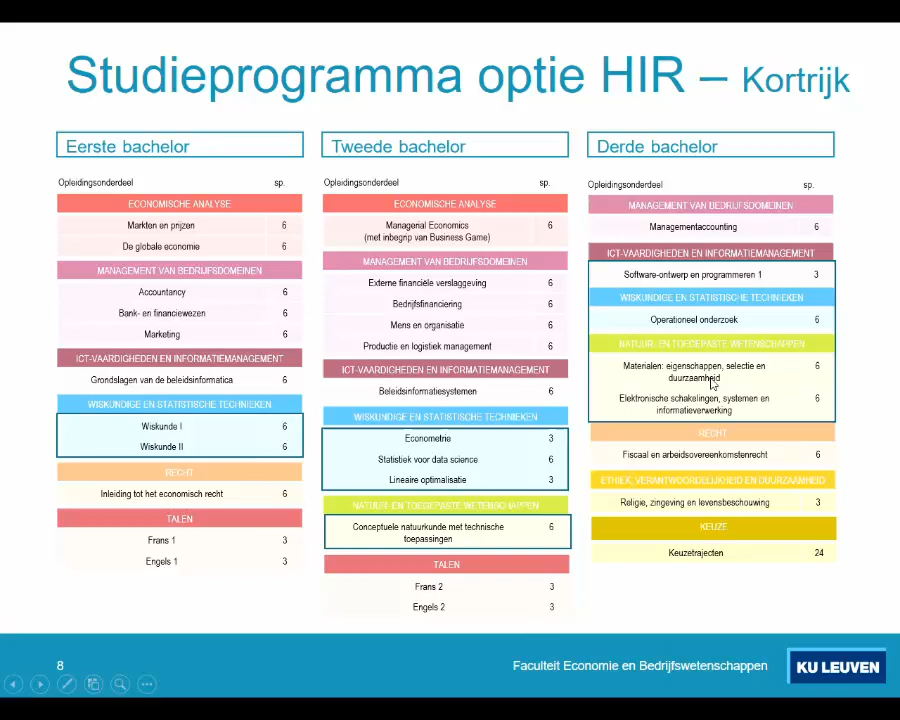 Studieprogramma optie HIR – Kortrijk
Eerste bachelor
Opleidingsonderdeel sp.
ECONOMISCHE ANALYSE
Markten en prijzen 6
De globale economie 6
MANAGEMENT VAN BEDRIJFSDOMEINEN
Accountancy 6
Bank- en financiewezen 6
Marketing 6
ICT-VAARDIGHEDEN EN INFORMATIEMANAGEMENT
Grondslagen van de beleidsinformatica 6
WISKUNDIGE EN STATISTISCHE TECHNIEKEN
Wiskunde I 6
Wiskunde II 6
RECHT
Inleiding tot het economisch recht 6
TALEN
Frans 1 3
Engels 1 3
Tweede bachelor
Opleidingsonderdeel sp.
ECONOMISCHE ANALYSE
Managerial Economics 6
(met inbegrip van Business Game)
MANAGEMENT VAN BEDRIJFSDOMEINEN
Externe financiële verslaggeving 6
Bedrijfsfinanciering 6
Mens en organisatie 6
Productie en logistiek management 6
ICT-VAARDIGHEDEN EN INFORMATIEMANAGEMENT
Beleidsinformatiesystemen 6
WISKUNDIGE EN STATISTISCHE TECHNIEKEN
Econometrie 3
Statistiek voor data science 6
Lineaire optimalisatie 3
NATUUR- EN TOEGEPASTE WETENSCHAPPEN
Conceptuele natuurkunde met technische 6
toepassingen
TALEN
Frans 2 3
Engels 2 3
Derde bachelor
Opleidingsonderdeel sp.
MANAGEMENT VAN BEDRIJFSDOMEINEN
Managementaccounting 6
ICT-VAARDIGHEDEN EN INFORMATIEMANAGEMENT
Software-ontwerp en programmeren 1 3
WISKUNDIGE EN STATISTISCHE TECHNIEKEN
Operationeel onderzoek 6
NATUUR- EN TOEGEPASTE WETENSCHAPPEN
Materialen: eigenschappen, selectie en 6
duurzaamheid
Elektronische schakelingen, systemen en 6
informatieverwerking
RECHT
Fiscaal en arbeidsovereenkomstenrecht 6
ETHIEK, VERANTWOORDELIJKHEID EN DUURZAAMHEID
Religie, zingeving en levensbeschouwing 3
KEUZE
Keuzetrajecten 24
8
Faculteit Economie en Bedrijfswetenschappen
KU LEUVEN